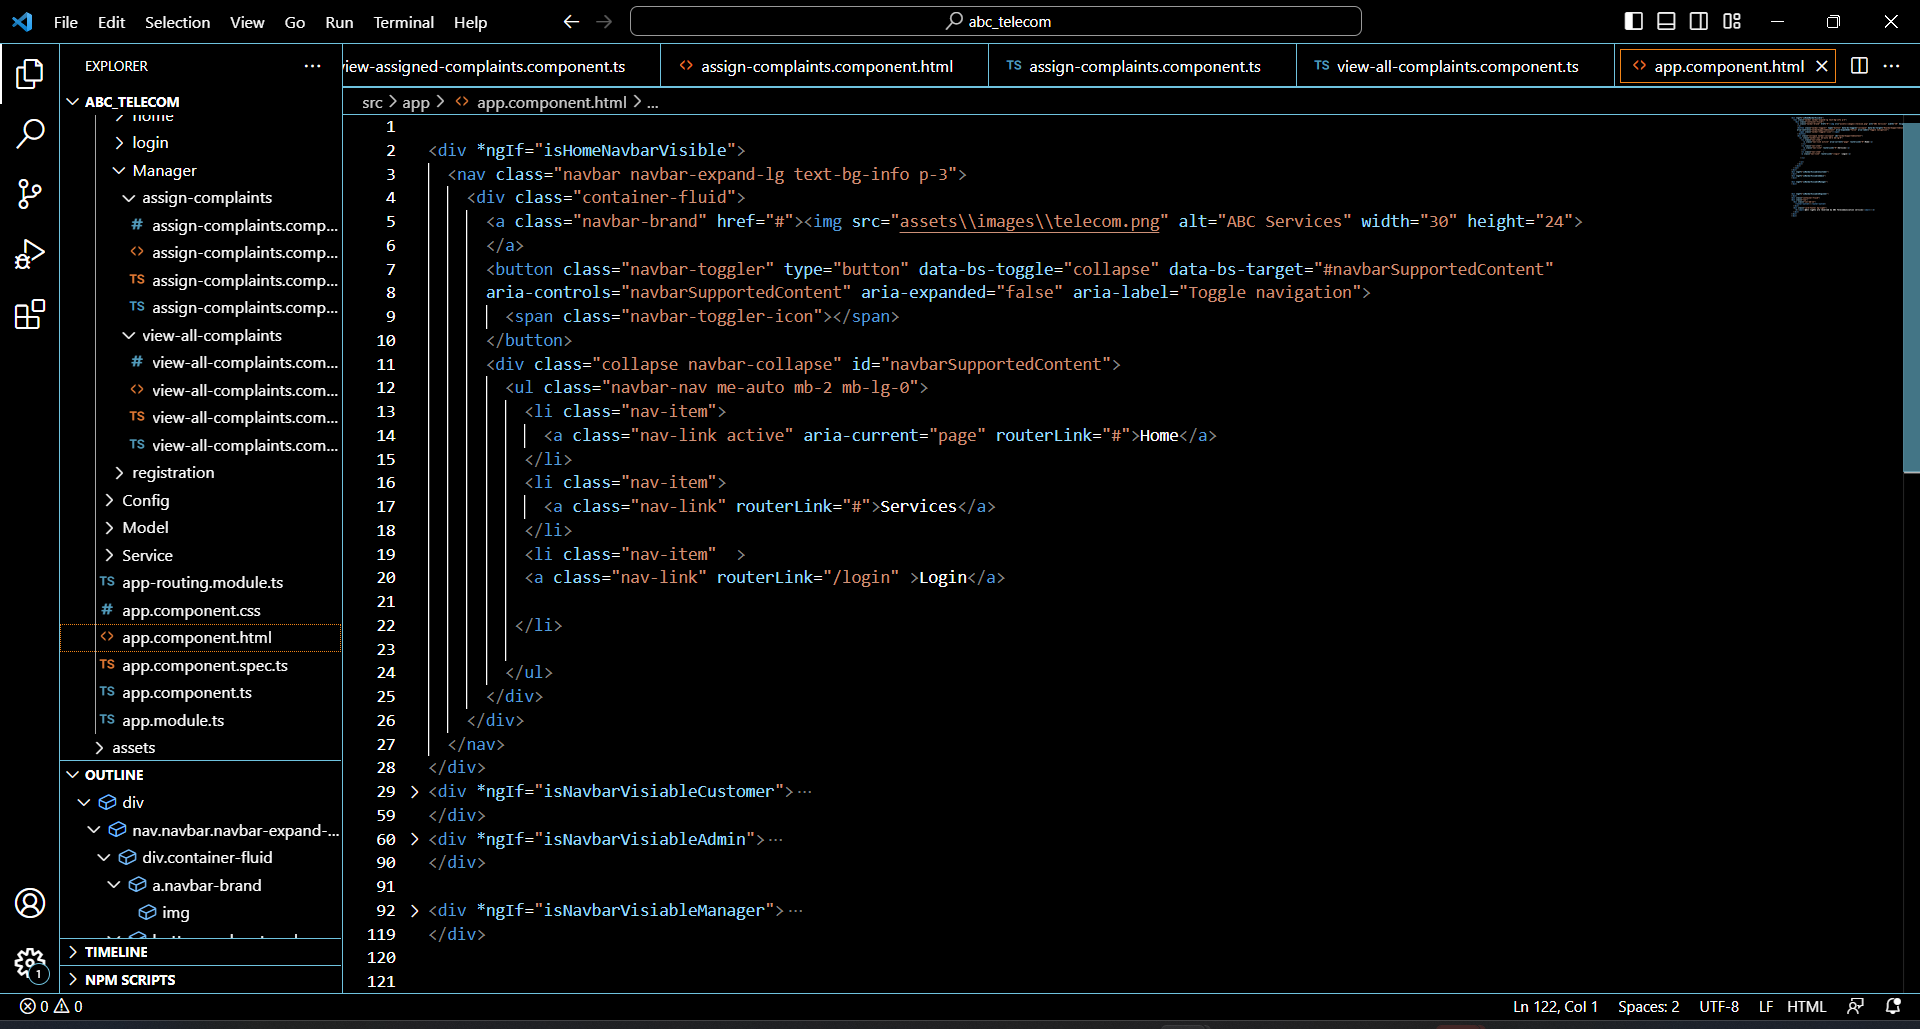 File Edit Selection View Go Run Terminal Help
abc_telecom
EXPLORER
view-assigned-complaints.component.ts
assign-complaints.component.html
TS assign-complaints.component.ts
TS view-all-complaints.component.ts
app.component.html
src > app > app.component.html > ...
ABC_TELECOM
home
login
Manager
assign-complaints
# assign-complaints.comp...
assign-complaints.comp...
TS assign-complaints.comp...
TS assign-complaints.comp...
view-all-complaints
# view-all-complaints.com...
view-all-complaints.com...
TS view-all-complaints.com...
TS view-all-complaints.com...
registration
Config
Model
Service
TS app-routing.module.ts
# app.component.css
app.component.html
TS app.component.spec.ts
TS app.component.ts
TS app.module.ts
assets
OUTLINE
div
nav.navbar.navbar-expand-...
div.container-fluid
a.navbar-brand
img
TIMELINE
NPM SCRIPTS
1
2 <div *ngIf="isHomeNavbarVisible">
3 <nav class="navbar navbar-expand-lg text-bg-info p-3">
4 <div class="container-fluid">
5 <a class="navbar-brand" href="#"><img src="assets\\images\\telecom.png" alt="ABC Services" width="30" height="24">
6 </a>
7 <button class="navbar-toggler" type="button" data-bs-toggle="collapse" data-bs-target="#navbarSupportedContent"
8 aria-controls="navbarSupportedContent" aria-expanded="false" aria-label="Toggle navigation">
9 <span class="navbar-toggler-icon"></span>
10 </button>
11 <div class="collapse navbar-collapse" id="navbarSupportedContent">
12 <ul class="navbar-nav me-auto mb-2 mb-lg-0">
13 <li class="nav-item">
14 <a class="nav-link active" aria-current="page" routerLink="#">Home</a>
15 </li>
16 <li class="nav-item">
17 <a class="nav-link" routerLink="#">Services</a>
18 </li>
19 <li class="nav-item" >
20 <a class="nav-link" routerLink="/login" >Login</a>
21
22 </li>
23
24 </ul>
25 </div>
26 </div>
27 </nav>
28 </div>
29 <div *ngIf="isNavbarVisiableCustomer">...
59 </div>
60 <div *ngIf="isNavbarVisiableAdmin">...
90 </div>
91
92 <div *ngIf="isNavbarVisiableManager">...
119 </div>
120
121
1
0 0
Ln 122, Col 1 Spaces: 2 UTF-8 LF HTML